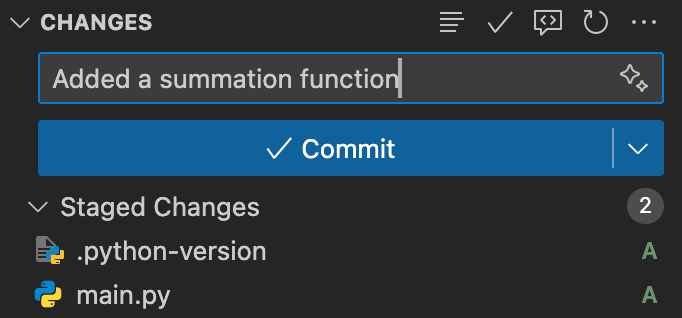 CHANGES
Added a summation function
Commit
Staged Changes 2
.python-version A
main.py A